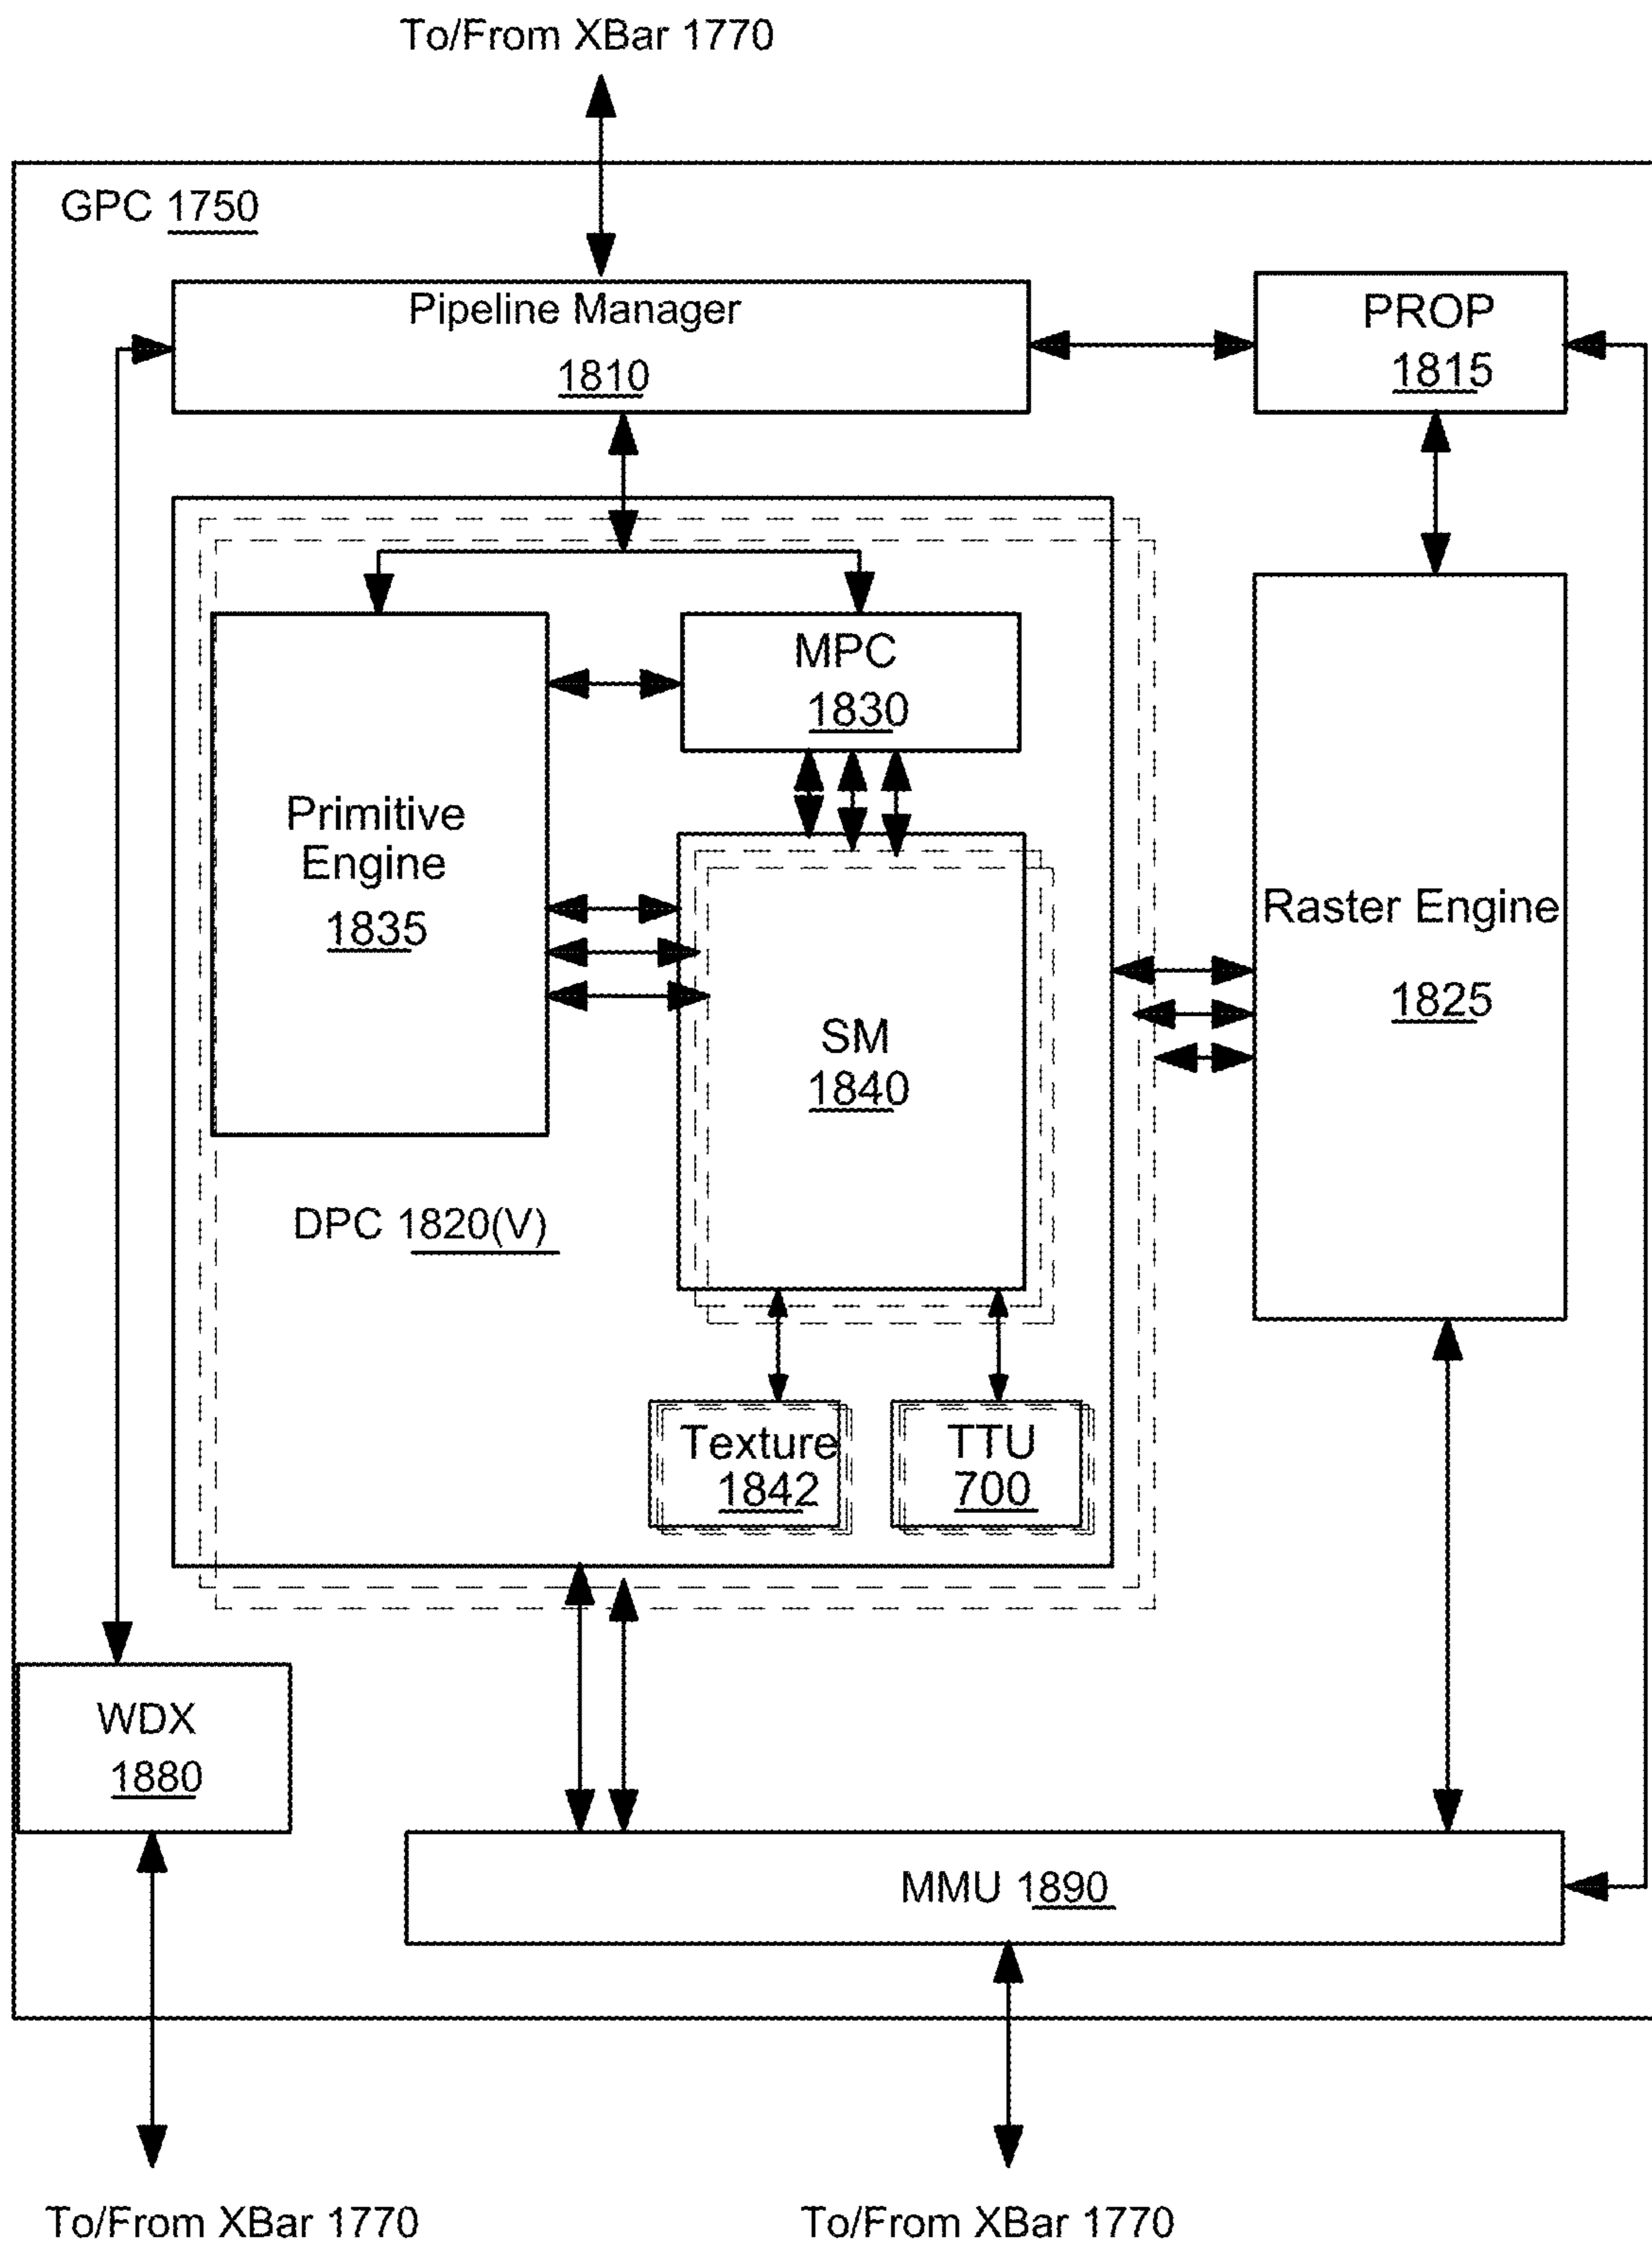 To/From XBar 1770
GPC 1750
Pipeline Manager
1810
PROP
1815
MPC
1830
Primitive
Engine
1835
Raster Engine
1825
SM
1840
DPC 1820(V)
Texture
1842
TTU
700
WDX
1880
MMU 1890
To/From XBar 1770
To/From XBar 1770